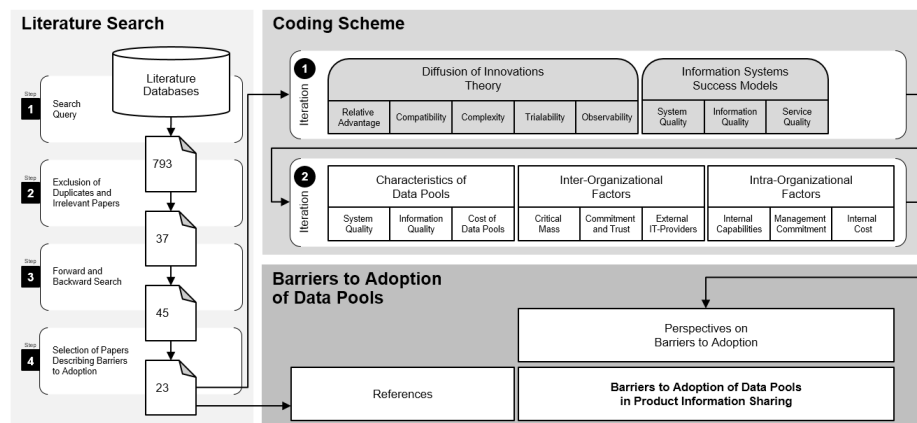 Literature Search
Literature
Databases
Step
1
Search
Query
793
Step
2
Exclusion of
Duplicates and
Irrelevant Papers
37
Step
3
Forward and
Backward Search
45
Step
4
Selection of Papers
Describing Barriers
to Adoption
23
Coding Scheme
1
Iteration
Diffusion of Innovations
Theory
Relative
Advantage
Compatibility
Complexity
Trialability
Observability
Information Systems
Success Models
System
Quality
Information
Quality
Service
Quality
2
Iteration
Characteristics of
Data Pools
System
Quality
Information
Quality
Cost of
Data Pools
Inter-Organizational
Factors
Critical
Mass
Commitment
and Trust
External
IT-Providers
Intra-Organizational
Factors
Internal
Capabilities
Management
Commitment
Internal
Cost
Barriers to Adoption
of Data Pools
Perspectives on
Barriers to Adoption
References
Barriers to Adoption of Data Pools
in Product Information Sharing